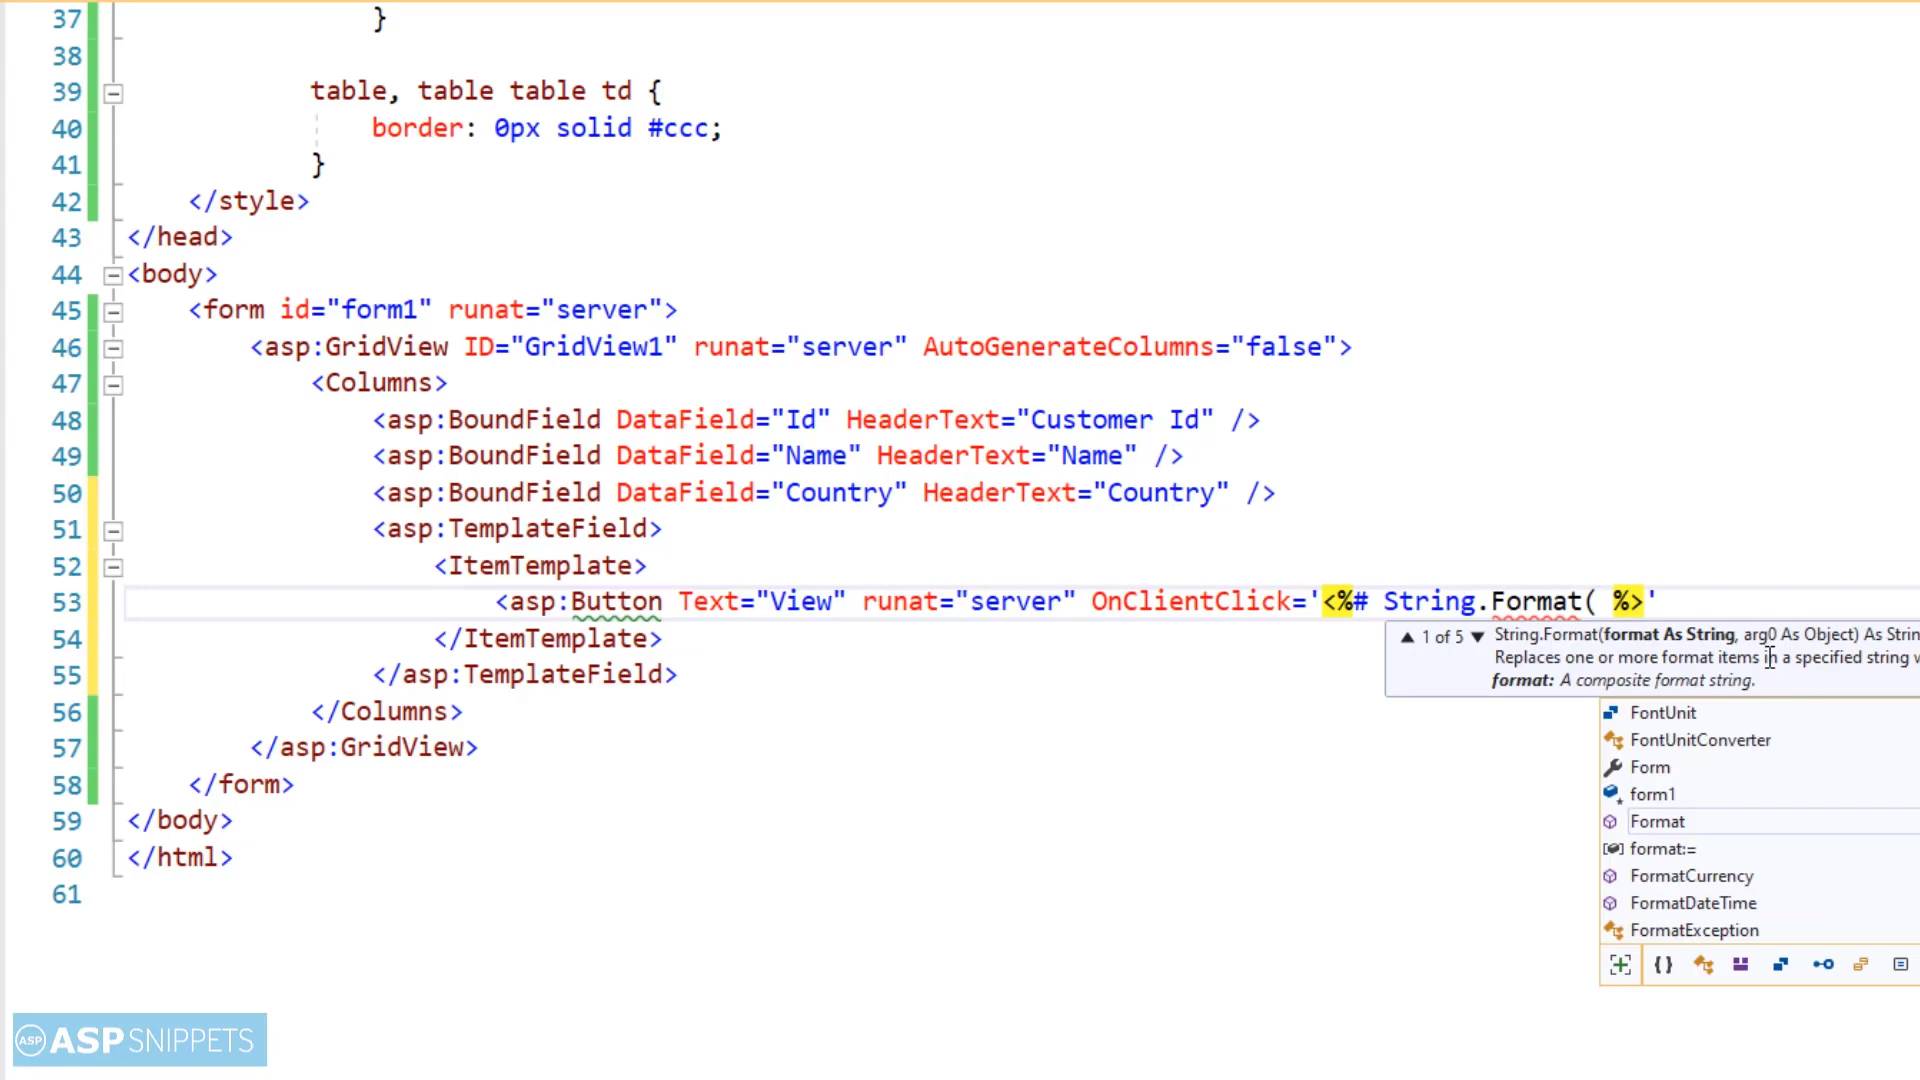 37 }
38
39 table, table table td {
40 border: 0px solid #ccc;
41 }
42 </style>
43 </head>
44 <body>
45 <form id="form1" runat="server">
46 <asp:GridView ID="GridView1" runat="server" AutoGenerateColumns="false">
47 <Columns>
48 <asp:BoundField DataField="Id" HeaderText="Customer Id" />
49 <asp:BoundField DataField="Name" HeaderText="Name" />
50 <asp:BoundField DataField="Country" HeaderText="Country" />
51 <asp:TemplateField>
52 <ItemTemplate>
53 <asp:Button Text="View" runat="server" OnClientClick='<%# String.Format( %>'
54 </ItemTemplate>
1 of 5 String.Format(format As String, arg0 As Object) As Strin
Replaces one or more format items in a specified string
format: A composite format string.
55 </asp:TemplateField>
56 </Columns>
57 </asp:GridView>
58 </form>
59 </body>
60 </html>
61
FontUnit
FontUnitConverter
Form
form1
Format
format:=
FormatCurrency
FormatDateTime
FormatException
ASP ASPSNIPPETS